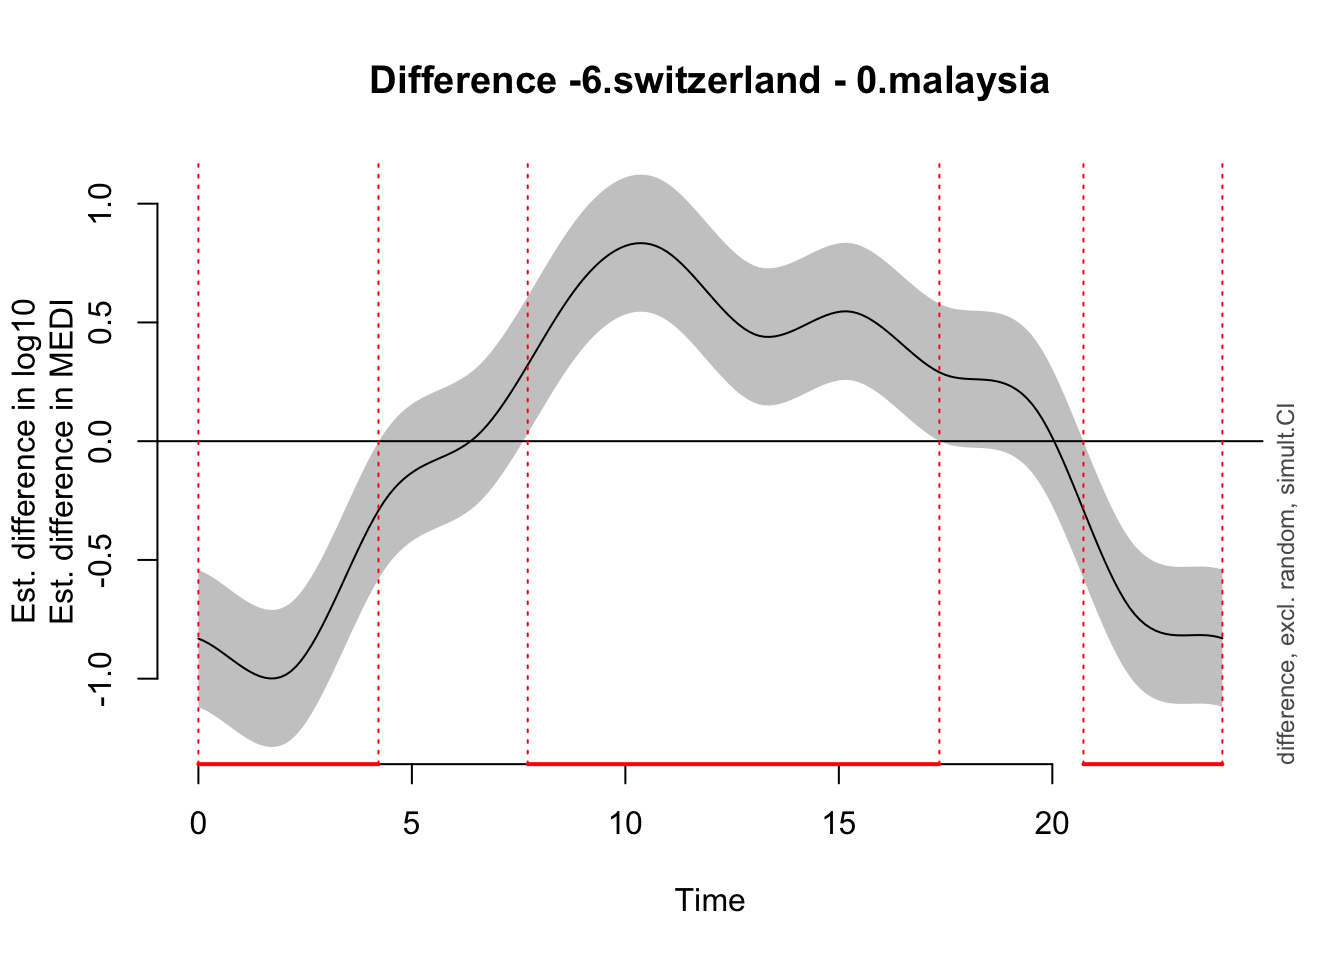 Difference -6.switzerland - 0.malaysia
Est. difference in log10
Est. difference in MEDI
1.0
0.5
0.0
-0.5
-1.0
0 5 10 15 20
Time
difference, excl. random, simult.CI